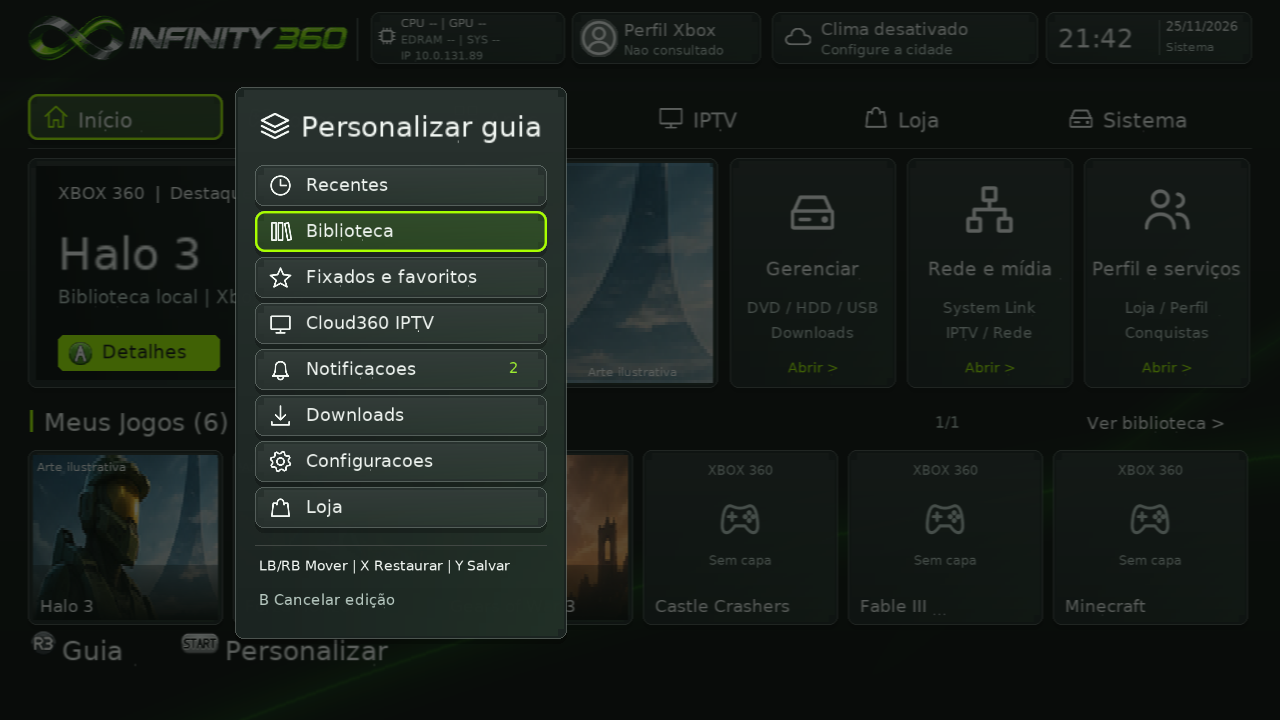 INFINITY360
CPU -- | GPU --
EDRAM -- | SYS --
IP 10.0.131.89
Perfil Xbox
Nao consultado
Clima desativado
Configure a cidade
21:42
25/11/2026
Sistema
Início
IPTV
Loja
Sistema
Personalizar guia
Recentes
Biblioteca
Fixados e favoritos
Cloud360 IPTV
Notificacoes 2
Downloads
Configuracoes
Loja
LB/RB Mover | X Restaurar | Y Salvar
B Cancelar edição
XBOX 360 | Destaqu
Halo 3
Biblioteca local | Xb
A Detalhes
Arte ilustrativa
Gerenciar
DVD / HDD / USB
Downloads
Abrir >
Rede e mídia
System Link
IPTV / Rede
Abrir >
Perfil e serviços
Loja / Perfil
Conquistas
Abrir >
Meus Jogos (6)
1/1
Ver biblioteca >
Arte ilustrativa
Halo 3
3
XBOX 360
Sem capa
Castle Crashers
XBOX 360
Sem capa
Fable III ...
XBOX 360
Sem capa
Minecraft
R3 Guia
START Personalizar